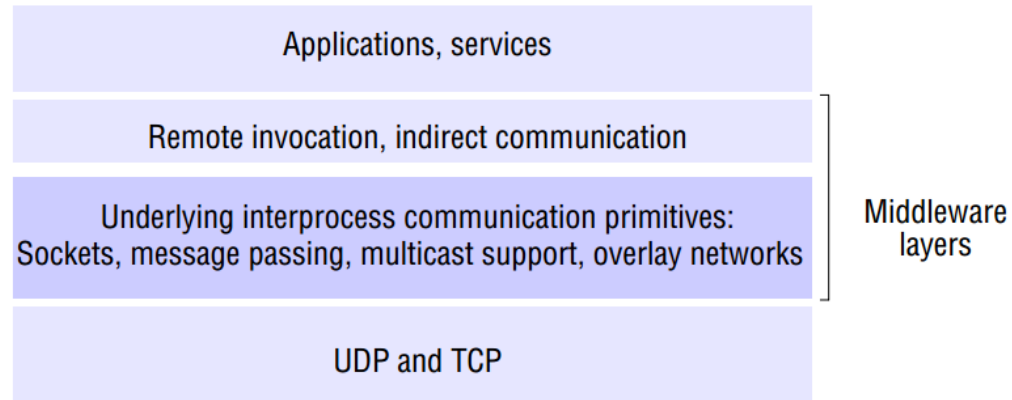 Applications, services
Remote invocation, indirect communication
Underlying interprocess communication primitives:
Sockets, message passing, multicast support, overlay networks
Middleware
layers
UDP and TCP